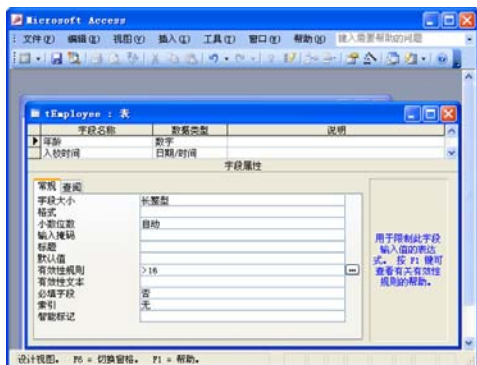 Microsoft Access
文件(F) 编辑(E) 视图(V) 插入(I) 工具(T) 窗口(W) 帮助(H) 键入需要帮助的问题
tEmployee : 表
字段名称 数据类型 说明
年龄 数字
入校时间 日期/时间
字段属性
常规 查阅
字段大小 长整型
格式
小数位数 自动
输入掩码
标题
默认值
有效性规则 >16
有效性文本
必填字段 否
索引 无
智能标记
用于限制此字段
输入值的表达
式。 按 F1 键可
查看有关有效性
规则的帮助。
设计视图。 F6 = 切换窗格。 F1 = 帮助。